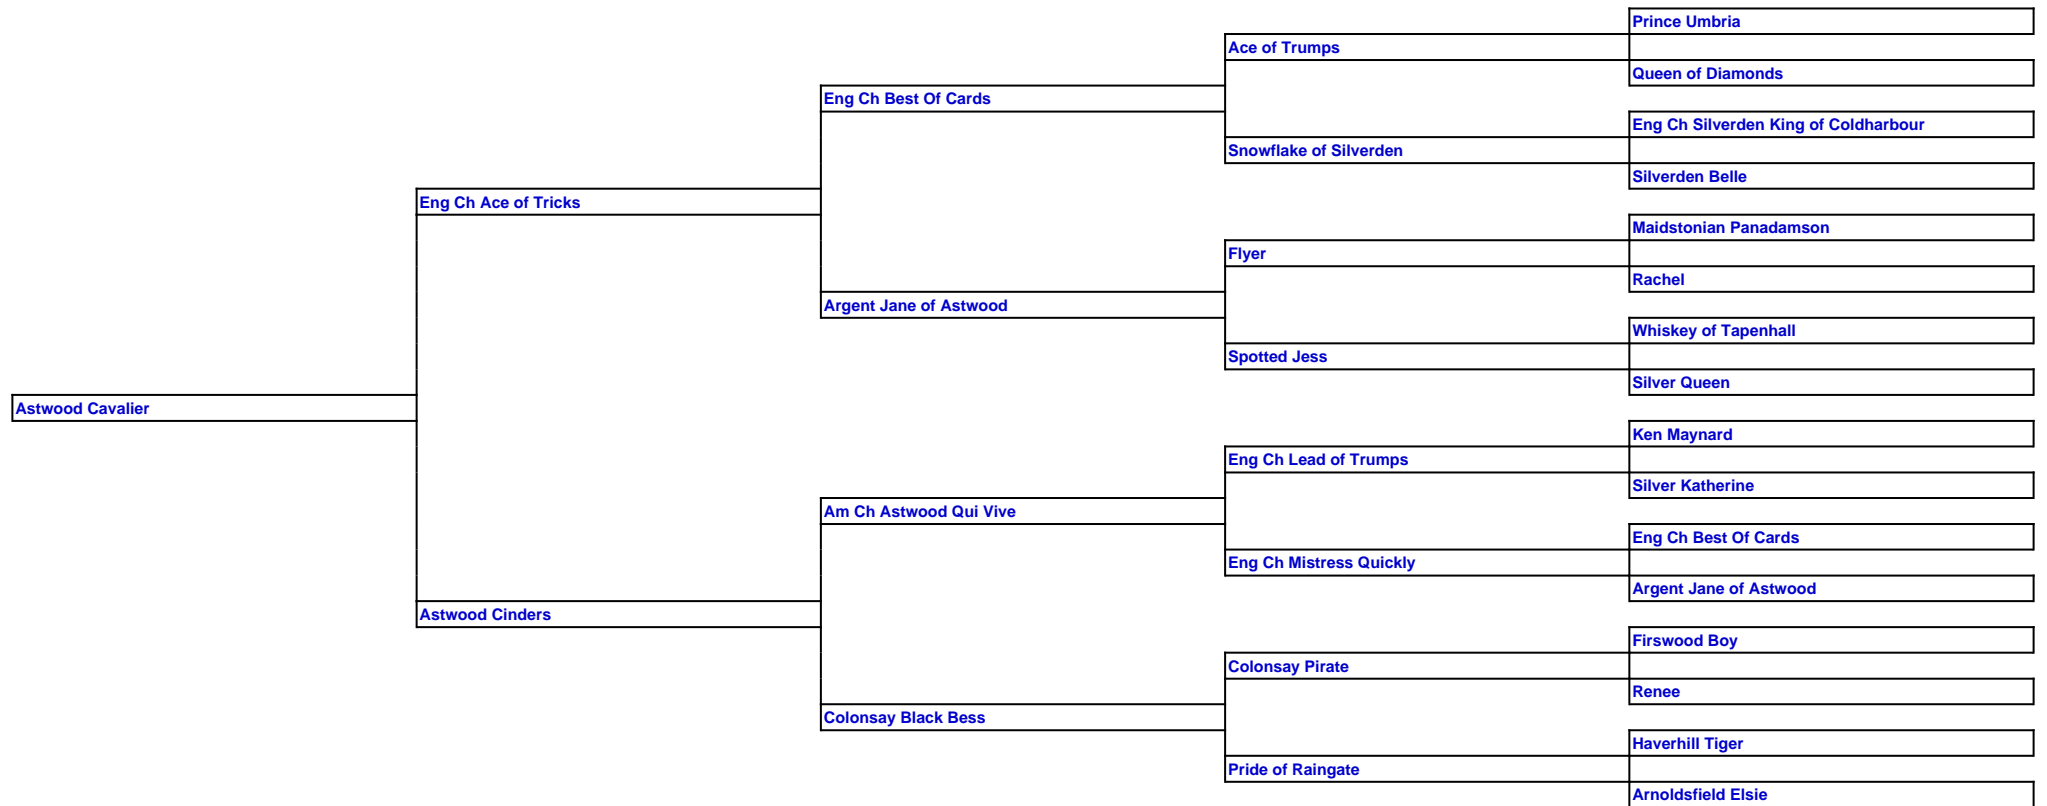 Prince Umbria
Ace of Trumps
Queen of Diamonds
Eng Ch Best Of Cards
Eng Ch Silverden King of Coldharbour
Snowflake of Silverden
Silverden Belle
Eng Ch Ace of Tricks
Maidstonian Panadamson
Flyer
Rachel
Argent Jane of Astwood
Whiskey of Tapenhall
Spotted Jess
Silver Queen
Astwood Cavalier
Ken Maynard
Eng Ch Lead of Trumps
Silver Katherine
Am Ch Astwood Qui Vive
Eng Ch Best Of Cards
Eng Ch Mistress Quickly
Argent Jane of Astwood
Astwood Cinders
Firswood Boy
Colonsay Pirate
Renee
Colonsay Black Bess
Haverhill Tiger
Pride of Raingate
Arnoldsfield Elsie